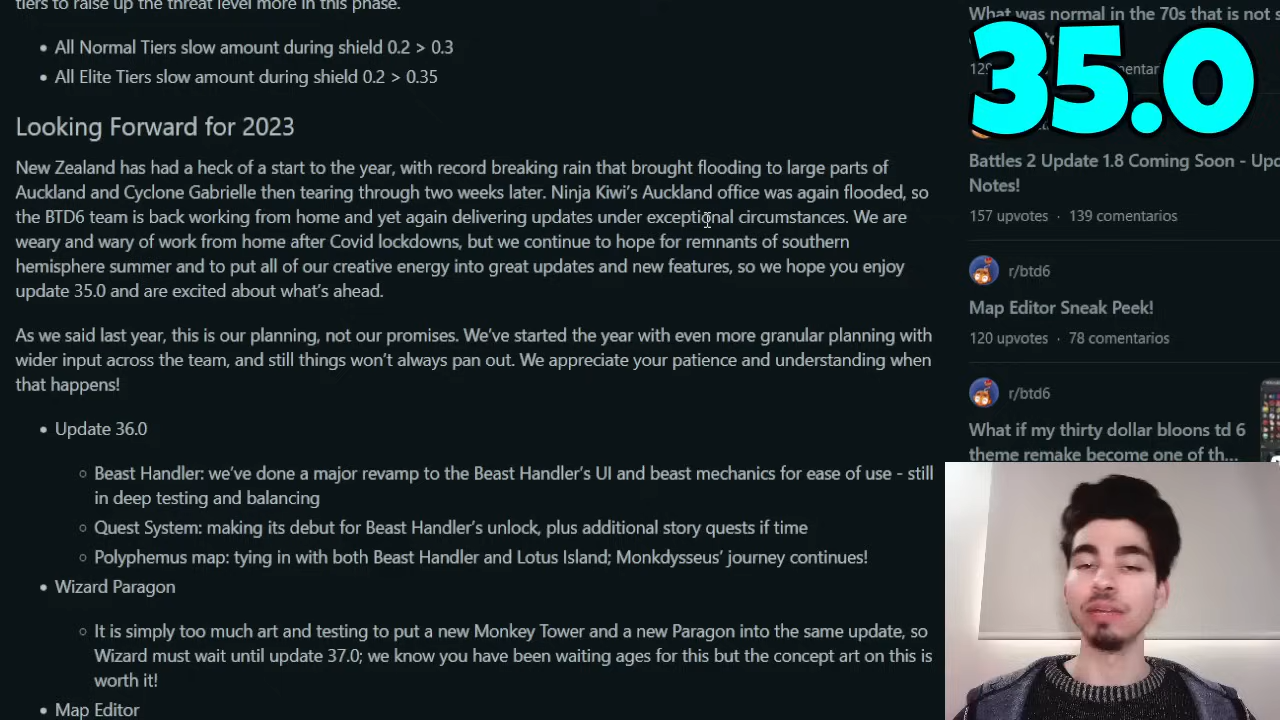 tiers to raise up the threat level more in this phase.
• All Normal Tiers slow amount during shield 0.2 > 0.3
• All Elite Tiers slow amount during shield 0.2 > 0.35
Looking Forward for 2023
New Zealand has had a heck of a start to the year, with record breaking rain that brought flooding to large parts of
Auckland and Cyclone Gabrielle then tearing through two weeks later. Ninja Kiwi's Auckland office was again flooded, so
the BTD6 team is back working from home and yet again delivering updates under exceptional circumstances. We are
weary and wary of work from home after Covid lockdowns, but we continue to hope for remnants of southern
hemisphere summer and to put all of our creative energy into great updates and new features, so we hope you enjoy
update 35.0 and are excited about what's ahead.
As we said last year, this is our planning, not our promises. We've started the year with even more granular planning with
wider input across the team, and still things won't always pan out. We appreciate your patience and understanding when
that happens!
• Update 36.0
◦ Beast Handler: we've done a major revamp to the Beast Handler's UI and beast mechanics for ease of use - still
in deep testing and balancing
◦ Quest System: making its debut for Beast Handler's unlock, plus additional story quests if time
◦ Polyphemus map: tying in with both Beast Handler and Lotus Island; Monkdysseus' journey continues!
• Wizard Paragon
◦ It is simply too much art and testing to put a new Monkey Tower and a new Paragon into the same update, so
Wizard must wait until update 37.0; we know you have been waiting ages for this but the concept art on this is
worth it!
• Map Editor
What was normal in the 70s that is not s
35.0
Battles 2 Update 1.8 Coming Soon - Upd
Notes!
157 upvotes · 139 comentarios
r/btd6
Map Editor Sneak Peek!
120 upvotes · 78 comentarios
r/btd6
What if my thirty dollar bloons td 6
theme remake become one of th...